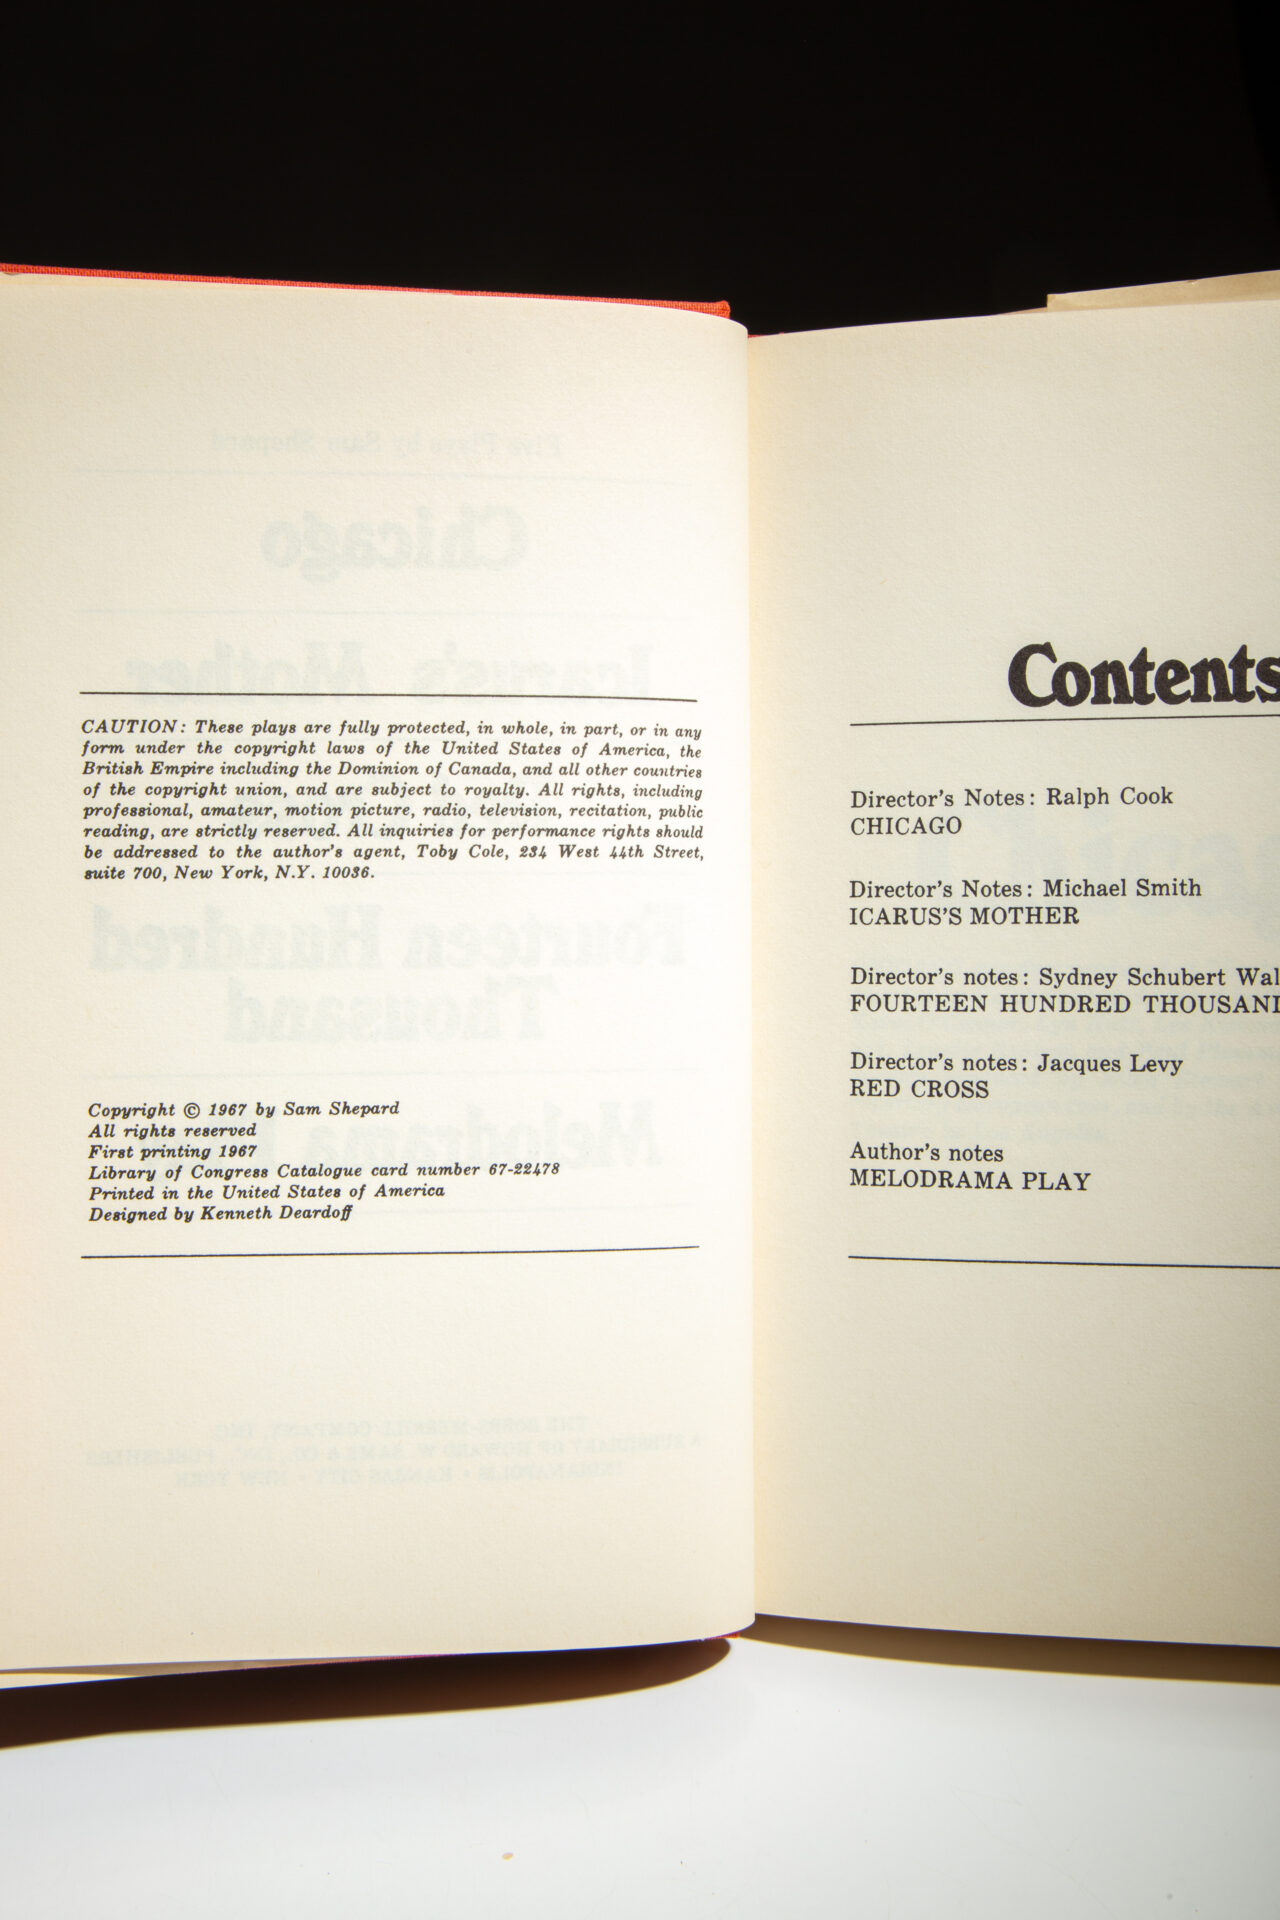 CAUTION: These plays are fully protected, in whole, in part, or in any
form under the copyright laws of the United States of America, the
British Empire including the Dominion of Canada, and all other countries
of the copyright union, and are subject to royalty. All rights, including
professional, amateur, motion picture, radio, television, recitation, public
reading, are strictly reserved. All inquiries for performance rights should
be addressed to the author's agent, Toby Cole, 234 West 44th Street,
suite 700, New York, N.Y. 10036.
Copyright © 1967 by Sam Shepard
All rights reserved
First printing 1967
Library of Congress Catalogue card number 67-22478
Printed in the United States of America
Designed by Kenneth Deardoff
Contents
Director's Notes: Ralph Cook
CHICAGO
Director's Notes: Michael Smith
ICARUS'S MOTHER
Director's notes: Sydney Schubert
FOURTEEN HUNDRED
Director's notes: Jacques Levy
RED CROSS
Author's notes
MELODRAMA PLAY